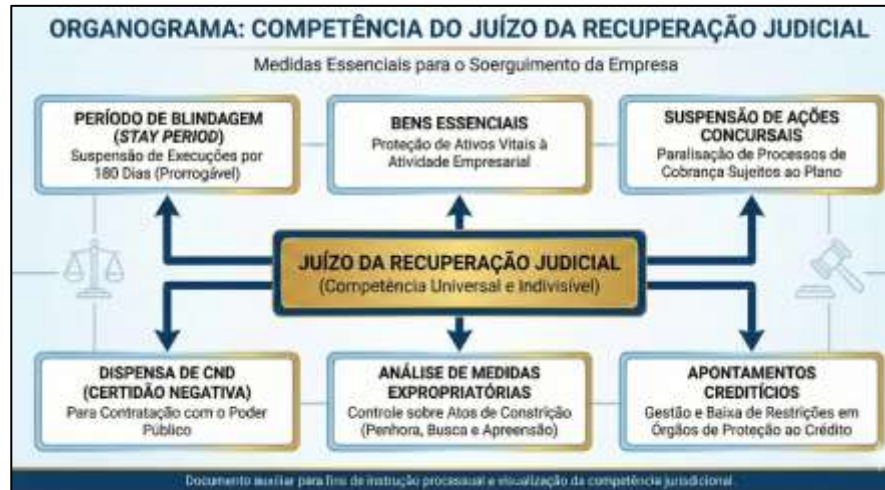 ORGANOGRAMA: COMPETÊNCIA DO JUÍZO DA RECUPERAÇÃO JUDICIAL
Medidas Essenciais para o Soerguimento da Empresa
PERÍODO DE BLINDAGEM
(STAY PERIOD)
Suspensão de Execuções por
180 Dias (Prorrogável)
BENS ESSENCIAIS
Proteção de Ativos Vitais à
Atividade Empresarial
SUSPENSÃO DE AÇÕES
CONCURSAIS
Paralisação de Processos de
Cobrança Sujeitos ao Plano
JUÍZO DA RECUPERAÇÃO JUDICIAL
(Competência Universal e Indivisível)
DISPENSA DE CND
(CERTIDÃO NEGATIVA)
Para Contratação com o Poder
Público
ANÁLISE DE MEDIDAS
EXPROPRIATÓRIAS
Controle sobre Atos de Constrição
(Penhora, Busca e Apreensão)
APONTAMENTOS
CREDITÍCIOS
Gestão e Baixa de Restrições em
Órgãos de Proteção ao Crédito
Documento auxiliar para fins de instrução processual e visualização da competência jurisdicional.